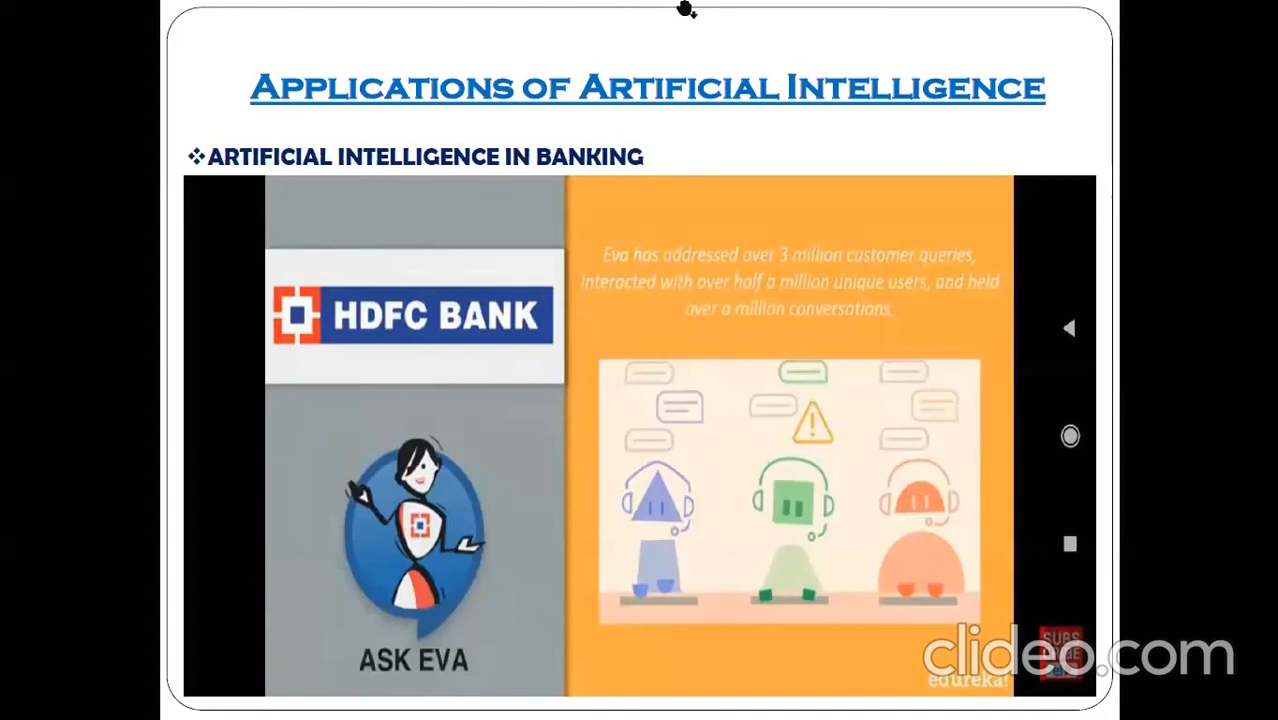 APPLICATIONS OF ARTIFICIAL INTELLIGENCE
❖ARTIFICIAL INTELLIGENCE IN BANKING
HDFC BANK
Eva has addressed over 3 million customer queries,
interacted with over half a million unique users, and held
over a million conversations.
ASK EVA
clideo.com
edureka!